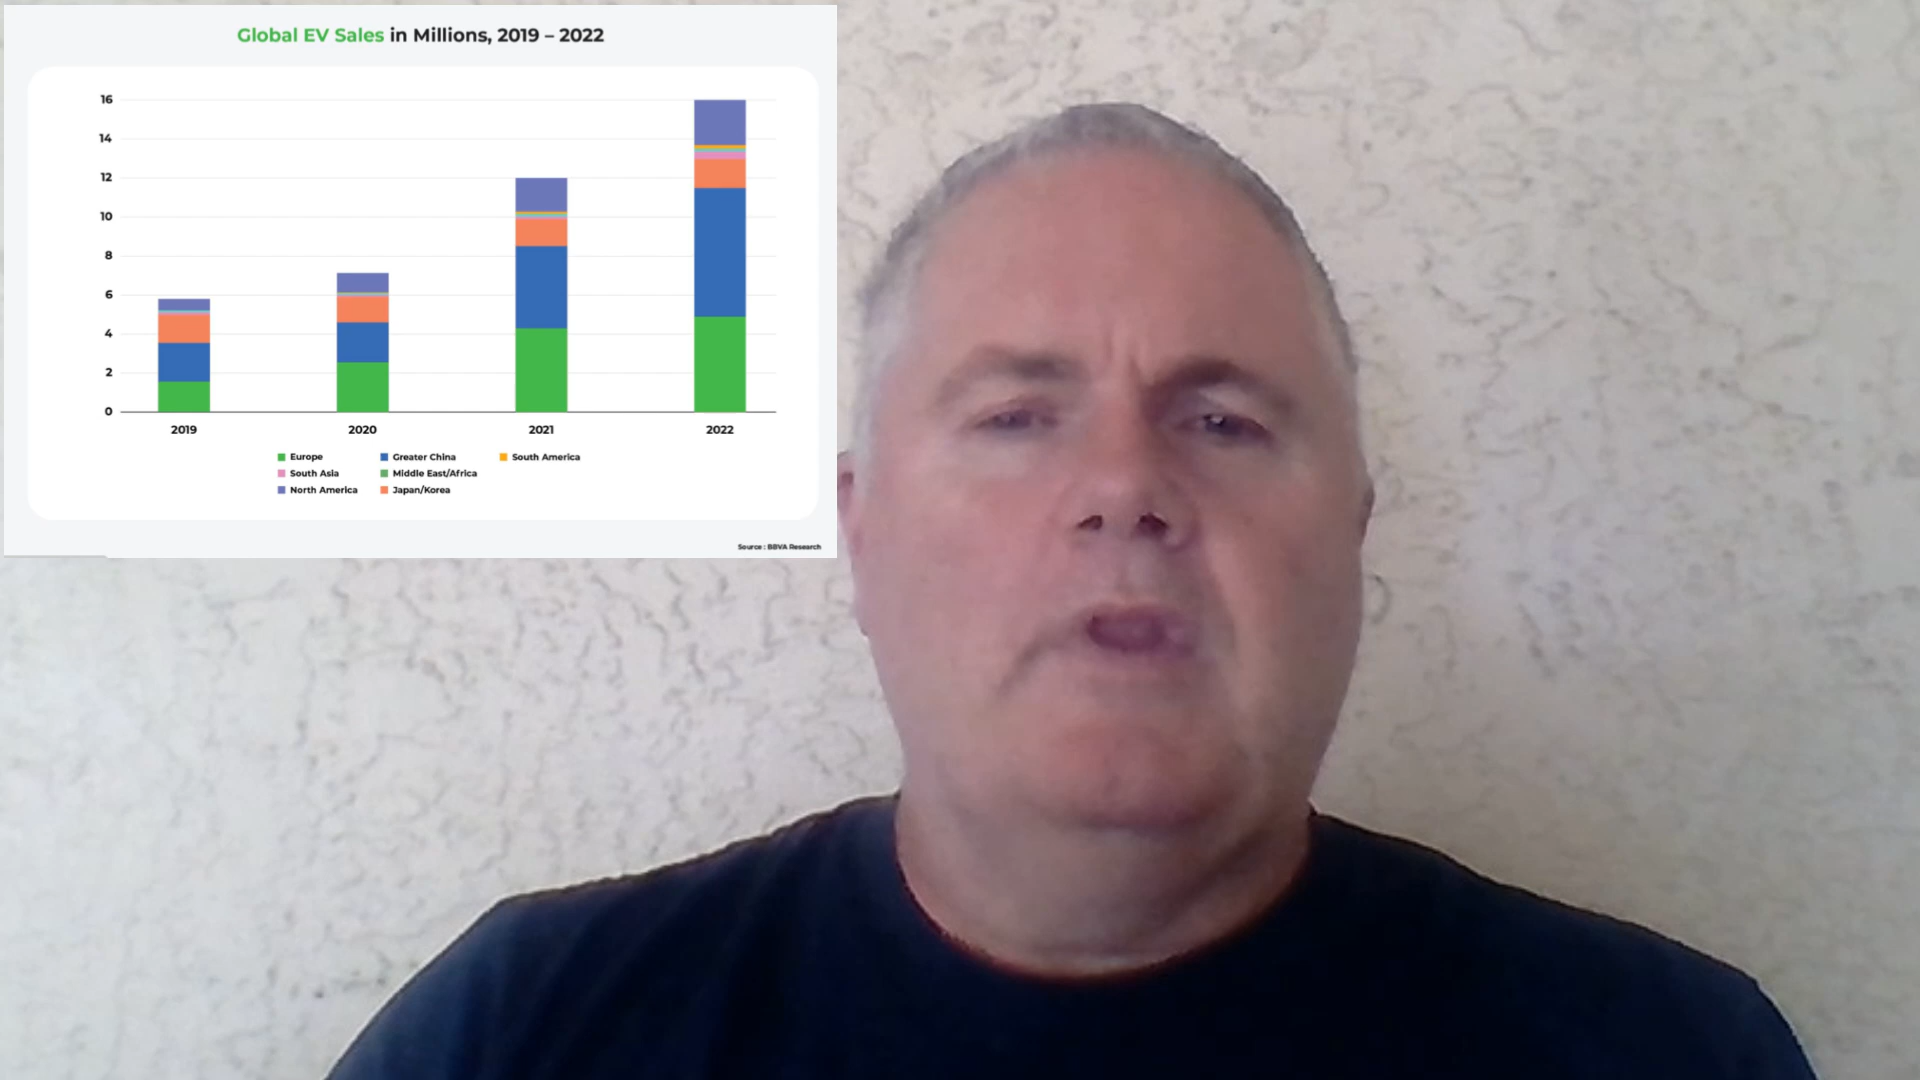 Global EV Sales in Millions, 2019 – 2022
16
14
12
10
8
6
4
2
0
2019 2020 2021 2022
Europe Greater China South America
South Asia Middle East/Africa
North America Japan/Korea
Source : BBVA Research